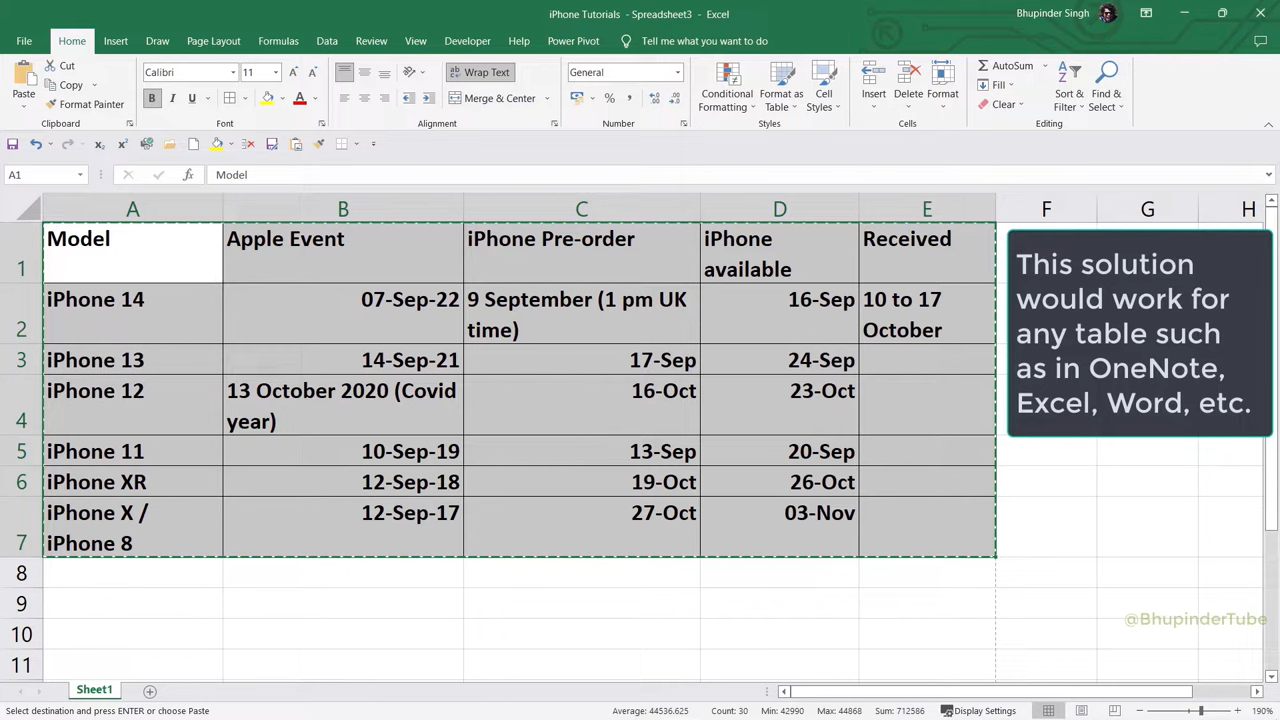 iPhone Tutorials - Spreadsheet3 - Excel
Bhupinder Singh
File Home Insert Draw Page Layout Formulas Data Review View Developer Help Power Pivot Tell me what you want to do
Paste
Cut
Copy
Format Painter
Clipboard
Calibri 11
B I U
Font
Wrap Text
Merge & Center
Alignment
General
Number
Conditional Formatting
Format as Table
Cell Styles
Styles
Insert Delete Format
Cells
AutoSum
Fill
Clear
Sort & Filter
Find & Select
Editing
A1
fx
Model
A B C D E F G H
1 Model Apple Event iPhone Pre-order iPhone available Received
2 iPhone 14 07-Sep-22 9 September (1 pm UK time) 16-Sep 10 to 17 October
3 iPhone 13 14-Sep-21 17-Sep 24-Sep
4 iPhone 12 13 October 2020 (Covid year) 16-Oct 23-Oct
5 iPhone 11 10-Sep-19 13-Sep 20-Sep
6 iPhone XR 12-Sep-18 19-Oct 26-Oct
7 iPhone X / iPhone 8 12-Sep-17 27-Oct 03-Nov
8
9
10
11
This solution
would work for
any table such
as in OneNote,
Excel, Word, etc.
@BhupinderTube
Sheet1
Select destination and press ENTER or choose Paste
Average: 44536.625 Count: 30 Min: 42990 Max: 44868 Sum: 712586 Display Settings 190%